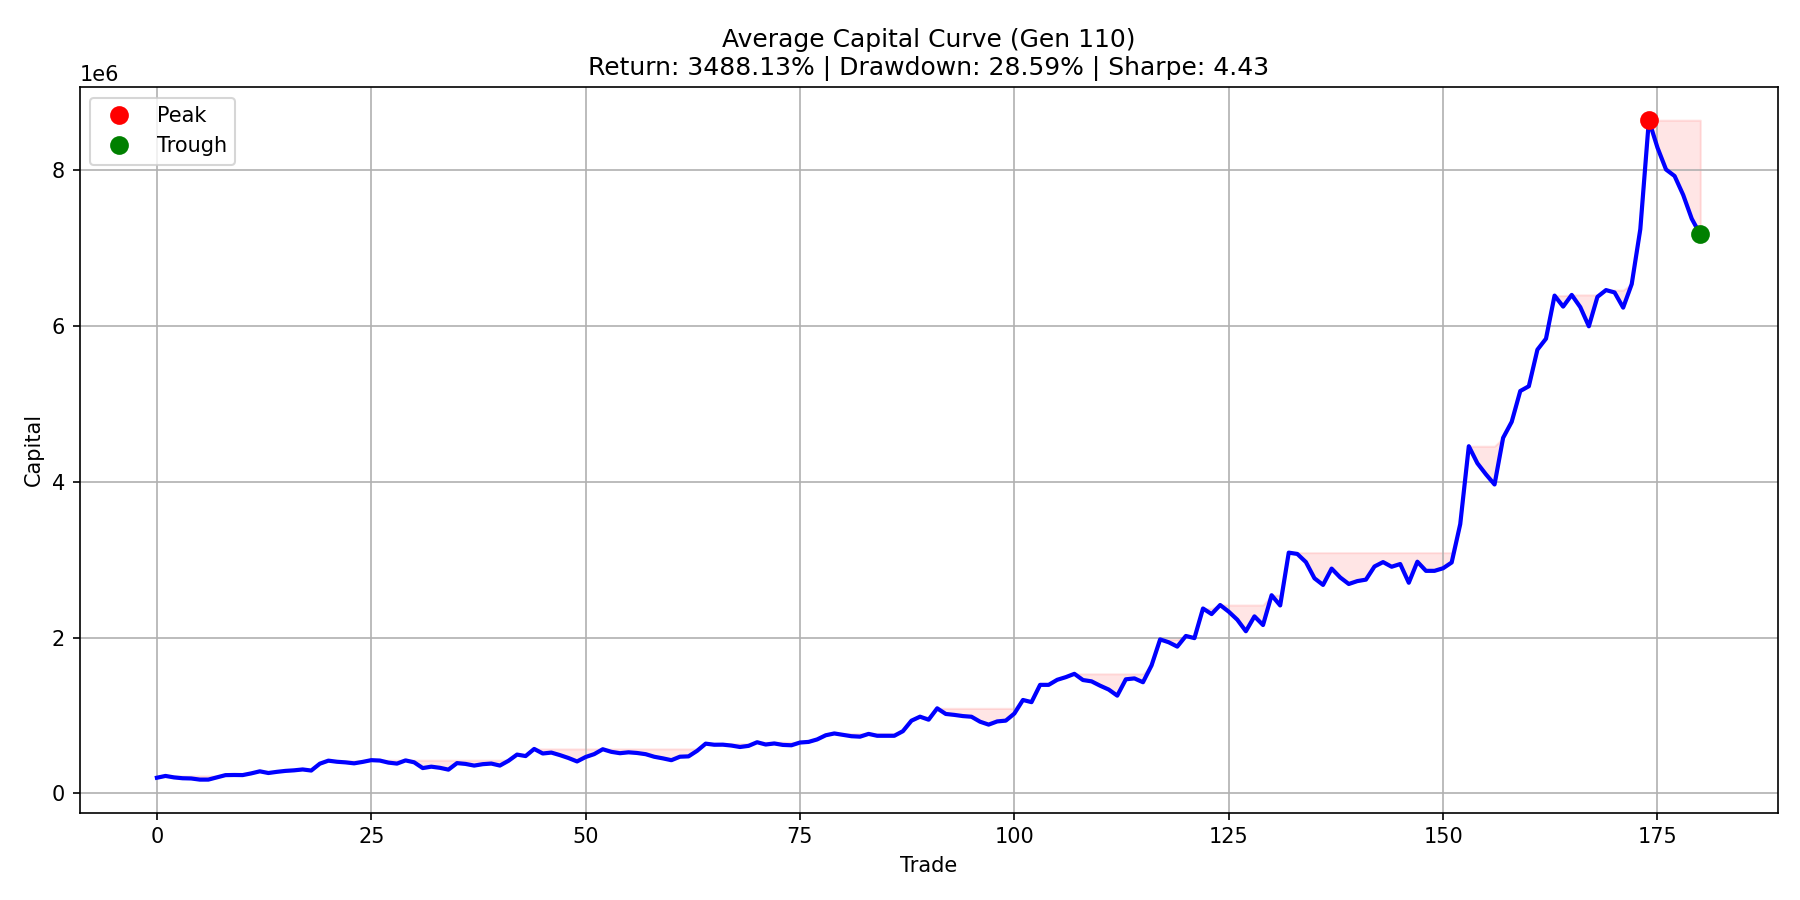 Average Capital Curve (Gen 110)
Return: 3488.13% | Drawdown: 28.59% | Sharpe: 4.43
1e6
Peak
Trough
8
6
4
2
0
Capital
0 25 50 75 100 125 150 175
Trade